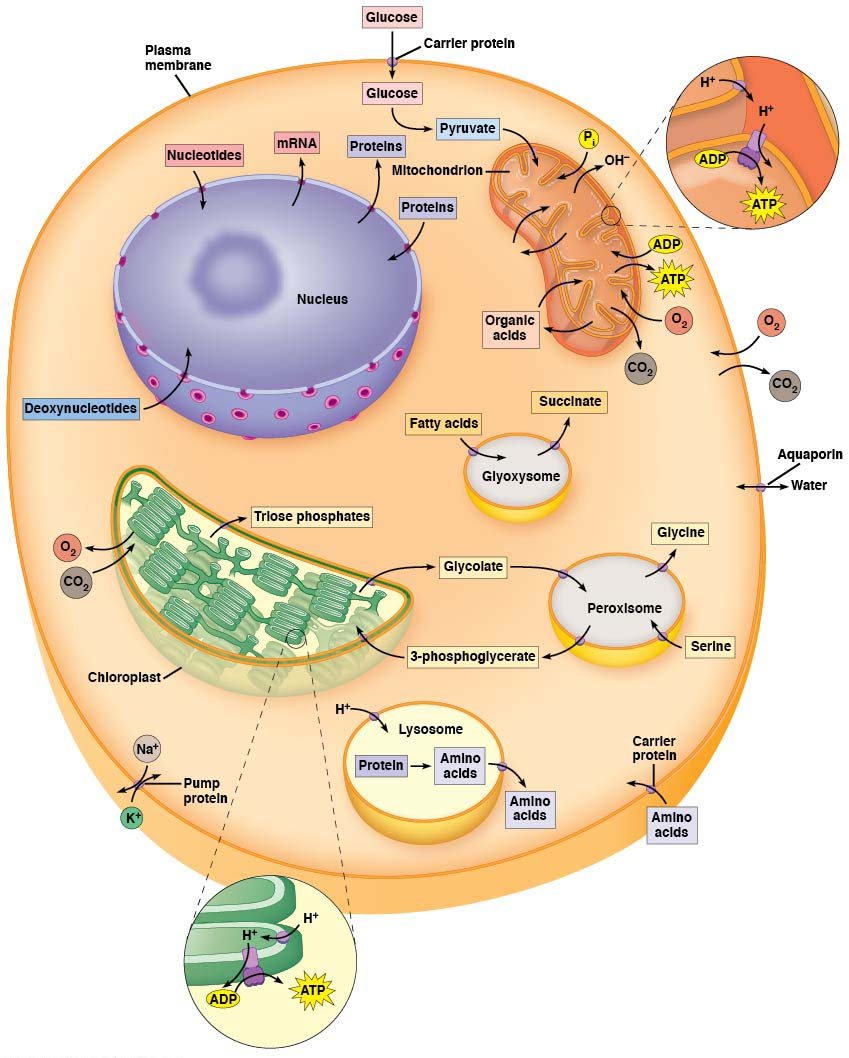 Glucose
Carrier protein
Plasma
membrane
Glucose
H⁺
H⁺
ADP
ATP
Pyruvate
Pᵢ
OH⁻
Nucleotides
mRNA
Proteins
Mitochondrion
Proteins
Nucleus
ADP
ATP
Organic
acids
O₂
CO₂
O₂
CO₂
Deoxynucleotides
Fatty acids
Succinate
Glyoxysome
Aquaporin
Water
Triose phosphates
O₂
CO₂
Glycine
Glycolate
Peroxisome
Serine
3-phosphoglycerate
Chloroplast
H⁺
Lysosome
Protein
Amino
acids
Amino
acids
Na⁺
Pump
protein
K⁺
Carrier
protein
Amino
acids
H⁺
H⁺
ADP
ATP